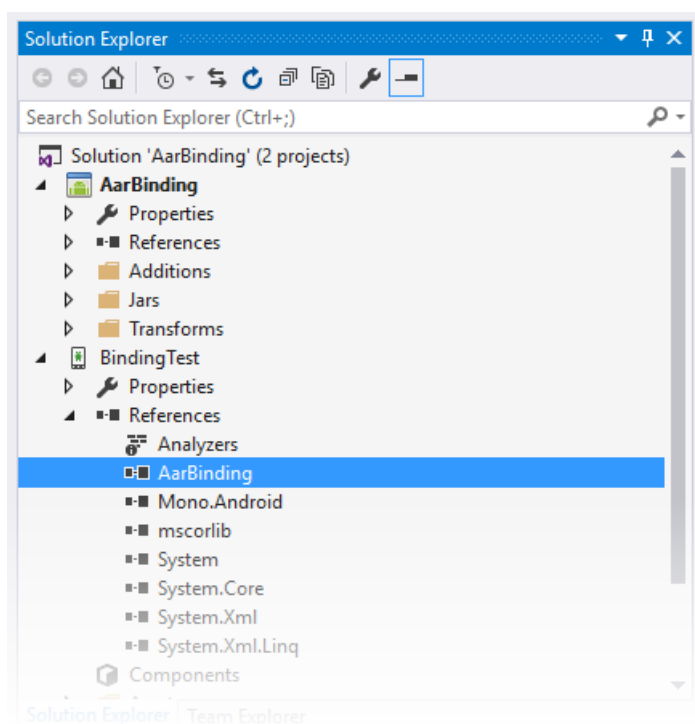 Solution Explorer
Search Solution Explorer (Ctrl+;)
Solution 'AarBinding' (2 projects)
AarBinding
Properties
References
Additions
Jars
Transforms
BindingTest
Properties
References
Analyzers
AarBinding
Mono.Android
mscorlib
System
System.Core
System.Xml
System.Xml.Linq
Components
Solution Explorer Team Explorer